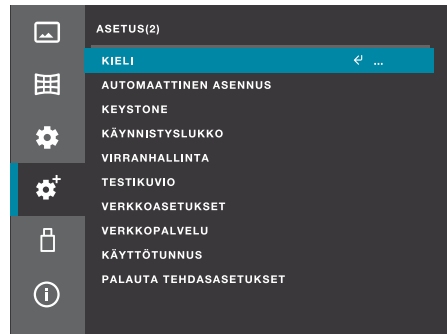 ASETUS(2)
KIELI ...
AUTOMAATTINEN ASENNUS
KEYSTONE
KÄYNNISTYSLUKKO
VIRRANHALLINTA
TESTIKUVIO
VERKKOASETUKSET
VERKKOPALVELU
KÄYTTÖTUNNUS
PALAUTA TEHDASASETUKSET